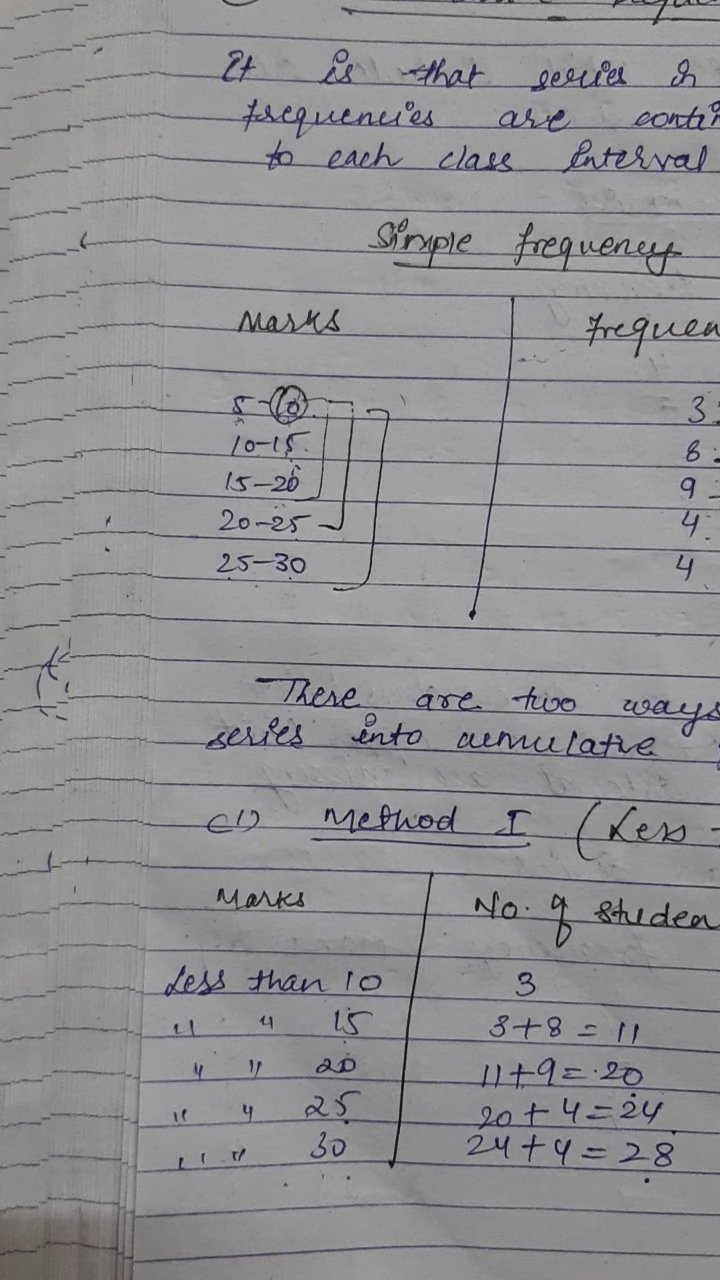 It is that series in
frequencies are contin
to each class interval
Simple frequency
Marks frequen
5-10 3
10-15 8
15-20 9
20-25 4
25-30 4
There are two ways
series into cumulative
(1) Method I (Less
Marks No. of studen
Less than 10 3
" " 15 3+8=11
" " 20 11+9=20
" " 25 20+4=24
" " 30 24+4=28